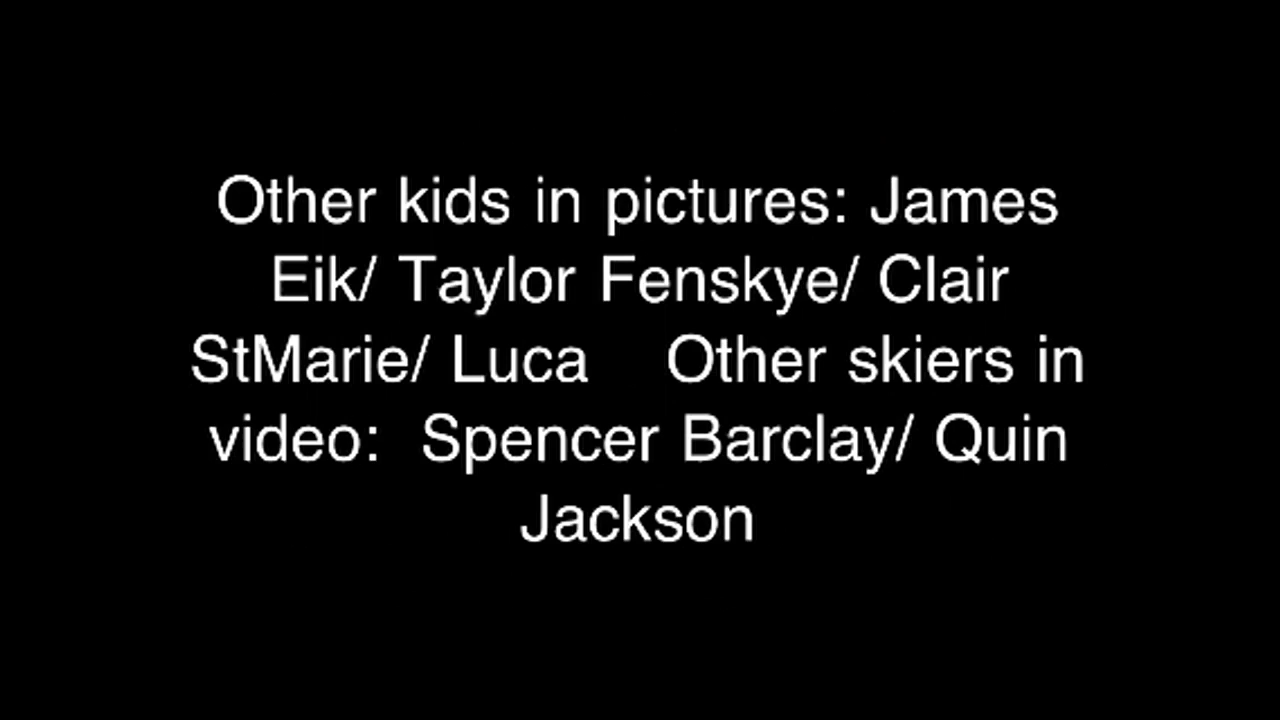 Other kids in pictures: James
Eik/ Taylor Fenskye/ Clair
StMarie/ Luca    Other skiers in
video:  Spencer Barclay/ Quin
Jackson